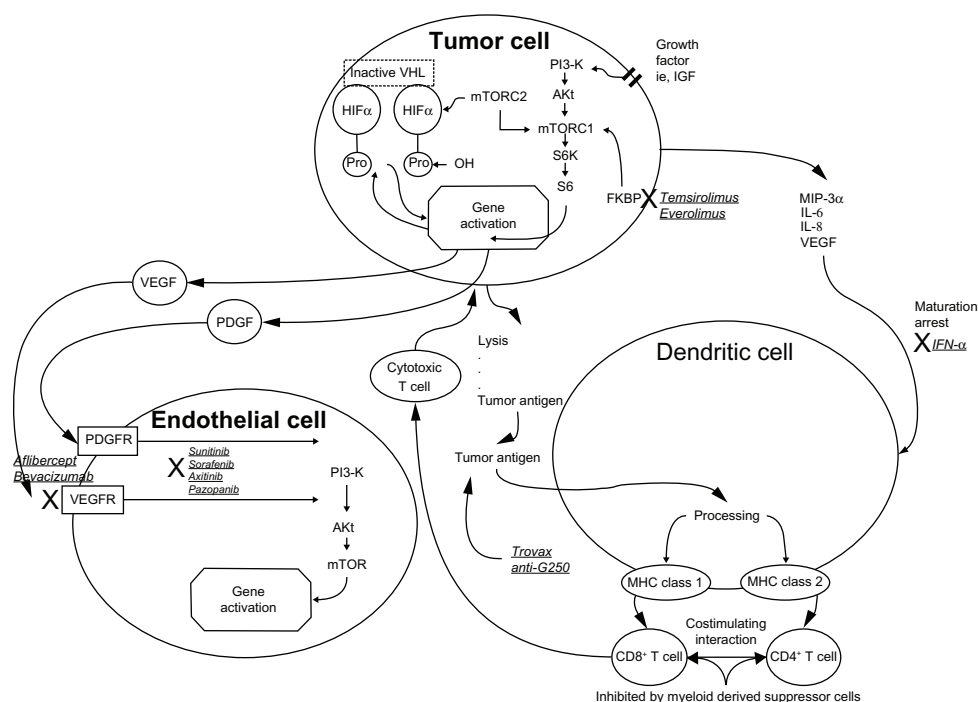 Tumor cell
Inactive VHL
HIFα
HIFα
Pro
Pro
OH
mTORC2
PI3-K
AKt
mTORC1
S6K
S6
FKBP
X
Temsirolimus
Everolimus
Growth
factor
ie, IGF
Gene
activation
MIP-3α
IL-6
IL-8
VEGF
Maturation
arrest
X
IFN-α
VEGF
PDGF
Cytotoxic
T cell
Lysis
.
.
.
Tumor antigen
Tumor antigen
Trovax
anti-G250
Dendritic cell
Processing
MHC class 1
MHC class 2
Costimulating
interaction
CD8+ T cell
CD4+ T cell
Inhibited by myeloid derived suppressor cells
Endothelial cell
PDGFR
Aflibercept
Bevacizumab
X
VEGFR
X
Sunitinib
Sorafenib
Axitinib
Pazopanib
PI3-K
AKt
mTOR
Gene
activation